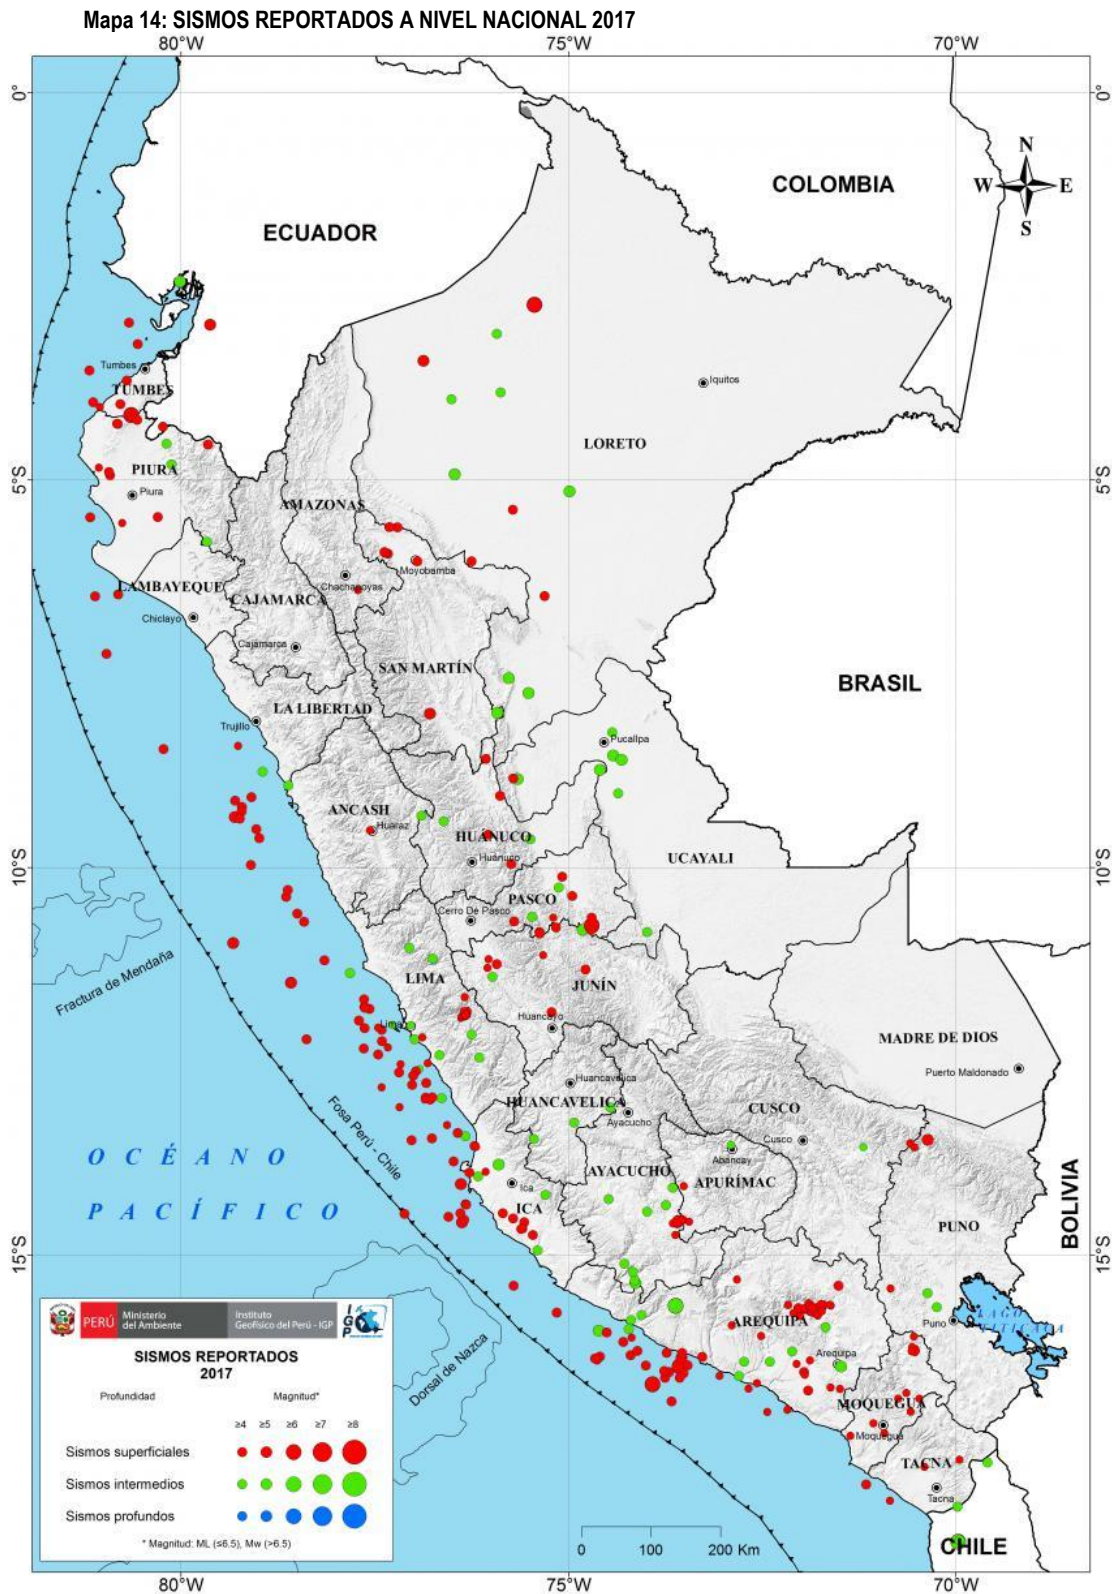 Mapa 14: SISMOS REPORTADOS A NIVEL NACIONAL 2017
80°W
75°W
70°W
0°
0°
N
W
E
S
COLOMBIA
ECUADOR
Tumbes
TUMBES
Iquitos
LORETO
PIURA
Piura
5°S
5°S
AMAZONAS
Moyobamba
Chachapoyas
LAMBAYEQUE
CAJAMARCA
Chiclayo
Cajamarca
SAN MARTÍN
BRASIL
LA LIBERTAD
Trujillo
Pucallpa
ANCASH
Huaraz
HUÁNUCO
Huánuco
UCAYALI
10°S
10°S
PASCO
Cerro De Pasco
LIMA
JUNÍN
Fractura de Mendaña
Huancayo
Lima
MADRE DE DIOS
Puerto Maldonado
Huancavelica
HUANCAVELICA
Ayacucho
CUSCO
Cusco
Fosa Perú - Chile
OCÉANO
PACÍFICO
Abancay
AYACUCHO
APURÍMAC
Ica
ICA
PUNO
BOLIVIA
15°S
15°S
LAGO
TITICACA
Puno
AREQUIPA
Arequipa
Dorsal de Nazca
MOQUEGUA
Moquegua
TACNA
Tacna
CHILE
PERÚ
Ministerio
del Ambiente
Instituto
Geofísico del Perú - IGP
IGP
SISMOS REPORTADOS
2017
Profundidad
Magnitud*
≥4 ≥5 ≥6 ≥7 ≥8
Sismos superficiales
Sismos intermedios
Sismos profundos
* Magnitud: ML (≤6.5), Mw (>6.5)
0 100 200 Km
80°W
75°W
70°W